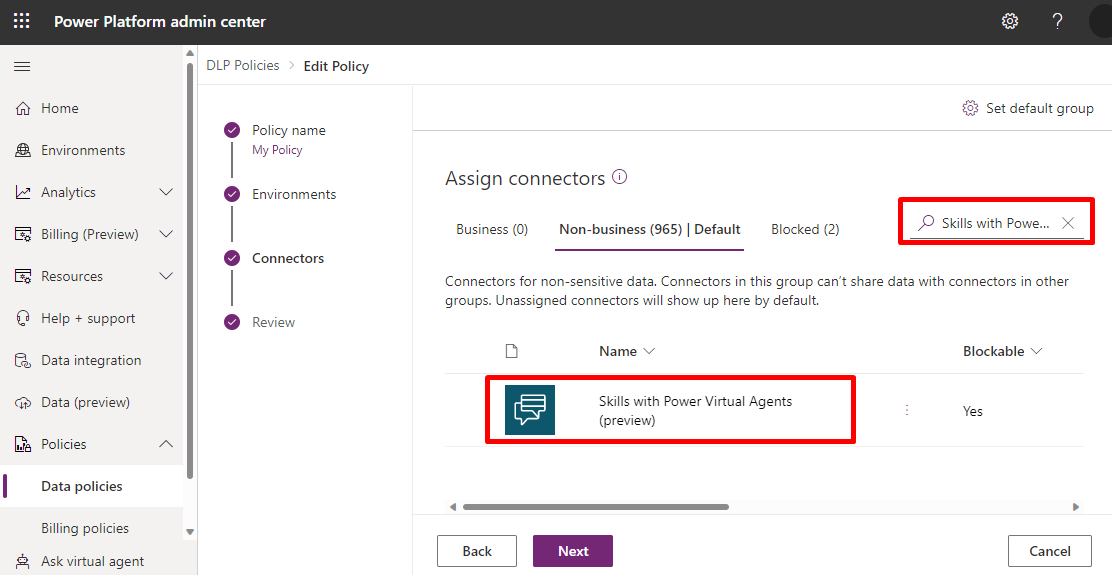 Power Platform admin center
?
DLP Policies > Edit Policy
Home
Environments
Analytics
Billing (Preview)
Resources
Help + support
Data integration
Data (preview)
Policies
Data policies
Billing policies
Ask virtual agent
Policy name
My Policy
Environments
Connectors
Review
Set default group
Assign connectors
Business (0) Non-business (965) | Default Blocked (2)
Skills with Powe...
Connectors for non-sensitive data. Connectors in this group can't share data with connectors in other
groups. Unassigned connectors will show up here by default.
Name Blockable
Skills with Power Virtual Agents
(preview)
Yes
Back Next Cancel